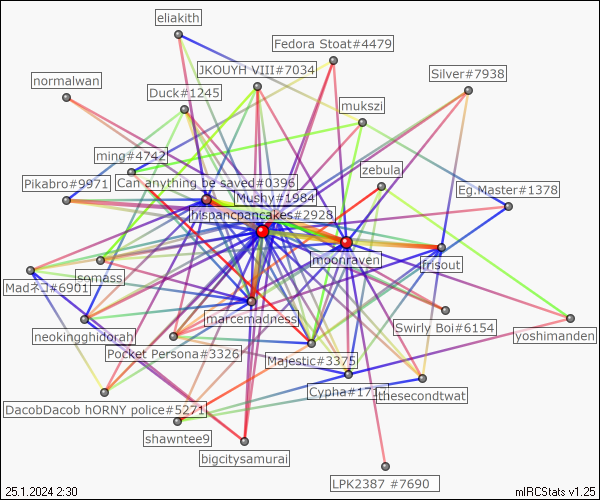 eliakith
Fedora Stoat#4479
JKOUYH VIII#7034
Silver#7938
normalwan
Duck#1245
mukszi
ming#4742
zebula
Pikabro#9971
Can anything be saved#0396
Eg.Master#1378
Mushy#1984
hispancpancakes#2928
moonraven
frisout
somass
Madネコ#6901
marcemadness
Swirly Boi#6154
neokingghidorah
yoshimanden
Pocket Persona#3326
Majestic#3375
Cypha#171
thesecondtwat
DacobDacob hORNY police#5271
shawntee9
bigcitysamurai
LPK2387 #7690
25.1.2024 2:30
mIRCStats v1.25